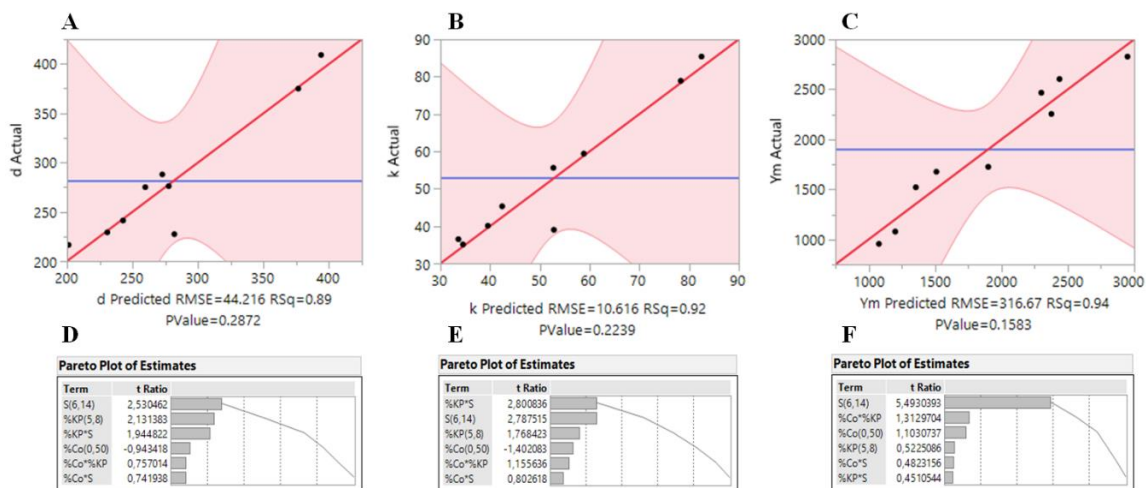 A
d Actual
400
350
300
250
200
200 250 300 350 400
d Predicted RMSE=44.216 RSq=0.89
PValue=0.2872
B
k Actual
90
80
70
60
50
40
30
30 40 50 60 70 80 90
k Predicted RMSE=10.616 RSq=0.92
PValue=0.2239
C
Ym Actual
3000
2500
2000
1500
1000
1000 1500 2000 2500 3000
Ym Predicted RMSE=316.67 RSq=0.94
PValue=0.1583
D
Pareto Plot of Estimates
Term t Ratio
S(6,14) 2,530462
%KP(5,8) 2,131383
%KP*S 1,944822
%Co(0,50) -0,943418
%Co*%KP 0,757014
%Co*S 0,741938
E
Pareto Plot of Estimates
Term t Ratio
%KP*S 2,800836
S(6,14) 2,787515
%KP(5,8) 1,768423
%Co(0,50) -1,402083
%Co*%KP 1,155636
%Co*S 0,802618
F
Pareto Plot of Estimates
Term t Ratio
S(6,14) 5,4930393
%Co*%KP 1,3129704
%Co(0,50) 1,1030737
%KP(5,8) 0,5225086
%Co*S 0,4823156
%KP*S 0,4510544